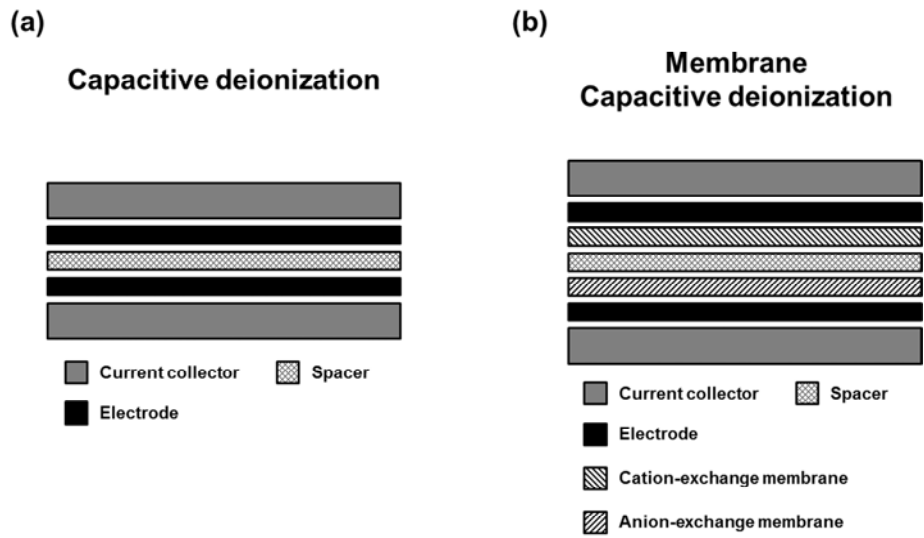 (a)
Capacitive deionization
Current collector
Spacer
Electrode
(b)
Membrane
Capacitive deionization
Current collector
Spacer
Electrode
Cation-exchange membrane
Anion-exchange membrane